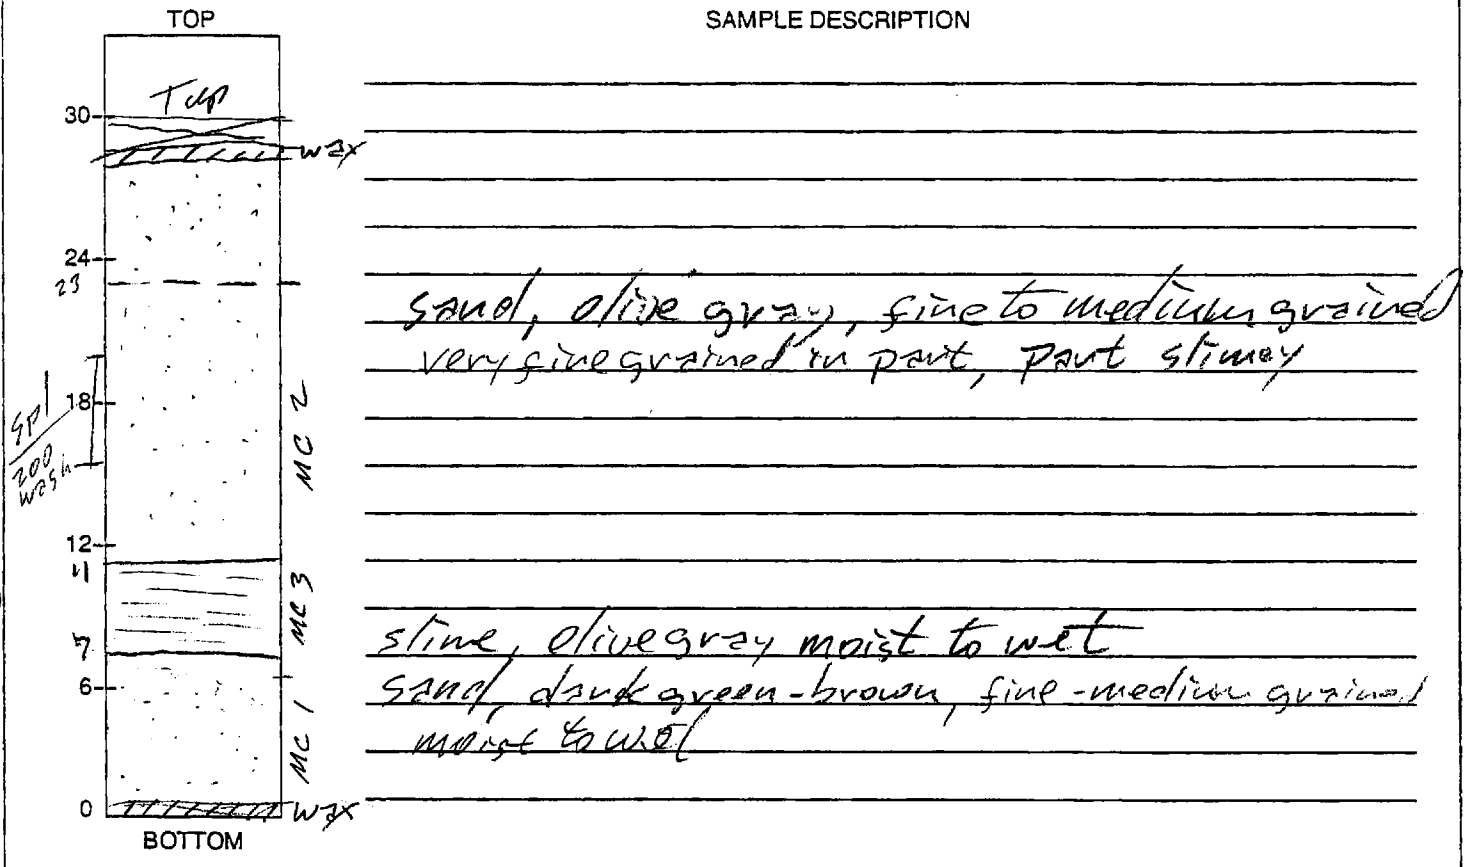 TOP
SAMPLE DESCRIPTION
Top
30
wax
24
23
sand, olive gray, fine to medium grained
very fine grained in part, part slimey
18
spl
200
wash
MC 2
12
11
MC 3
7
slime, olive gray moist to wet
6
sand, dark green-brown, fine-medium grained
moist to wet
MC 1
0
wax
BOTTOM